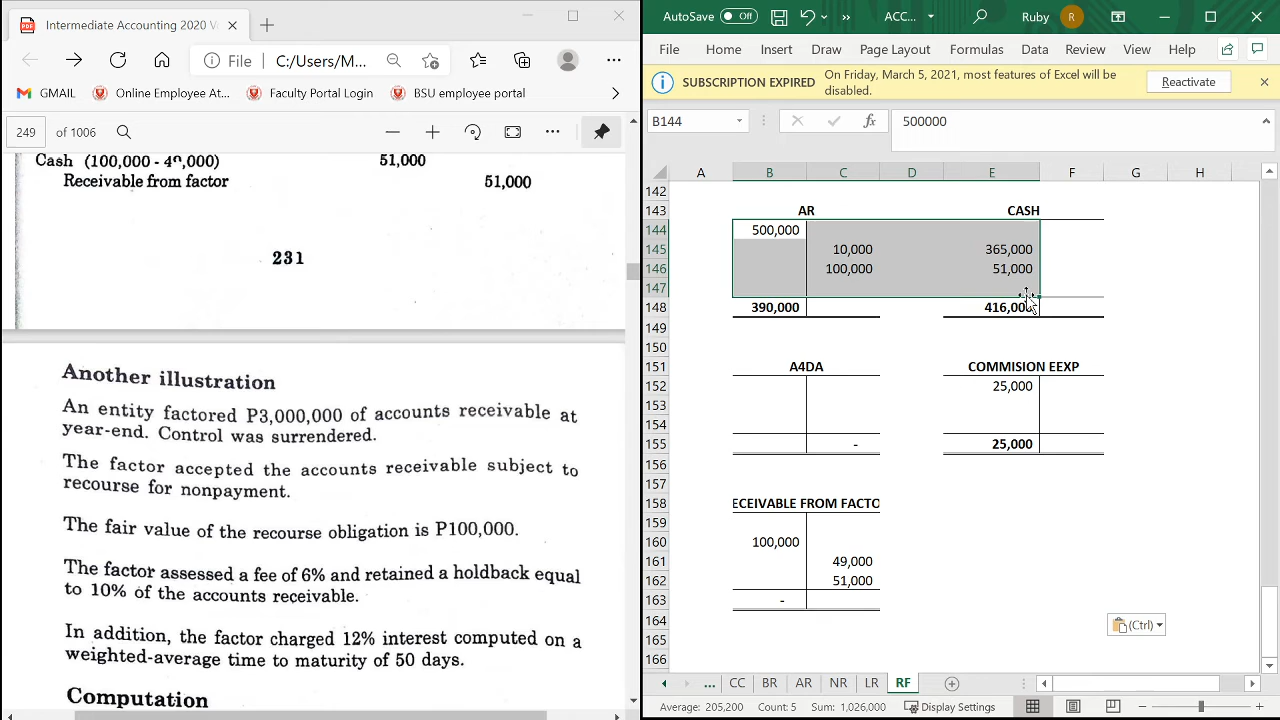 Intermediate Accounting 2020 V
File
C:/Users/M...
GMAIL
Online Employee At...
Faculty Portal Login
BSU employee portal
249 of 1006
Cash (100,000 - 49,000) 51,000
Receivable from factor 51,000
231
Another illustration
An entity factored P3,000,000 of accounts receivable at
year-end. Control was surrendered.
The factor accepted the accounts receivable subject to
recourse for nonpayment.
The fair value of the recourse obligation is P100,000.
The factor assessed a fee of 6% and retained a holdback equal
to 10% of the accounts receivable.
In addition, the factor charged 12% interest computed on a
weighted-average time to maturity of 50 days.
Computation
AutoSave Off ACC... Ruby R
File Home Insert Draw Page Layout Formulas Data Review View Help
SUBSCRIPTION EXPIRED On Friday, March 5, 2021, most features of Excel will be
disabled.
Reactivate
B144 fx 500000
A B C D E F G H
142
143 AR CASH
144 500,000
145 10,000 365,000
146 100,000 51,000
147
148 390,000 416,000
149
150
151 A4DA COMMISION EEXP
152 25,000
153
154
155 - 25,000
156
157
158 ECEIVABLE FROM FACTO
159
160 100,000
161 49,000
162 51,000
163 -
164
165
166
(Ctrl)
... CC BR AR NR LR RF
Average: 205,200 Count: 5 Sum: 1,026,000 Display Settings